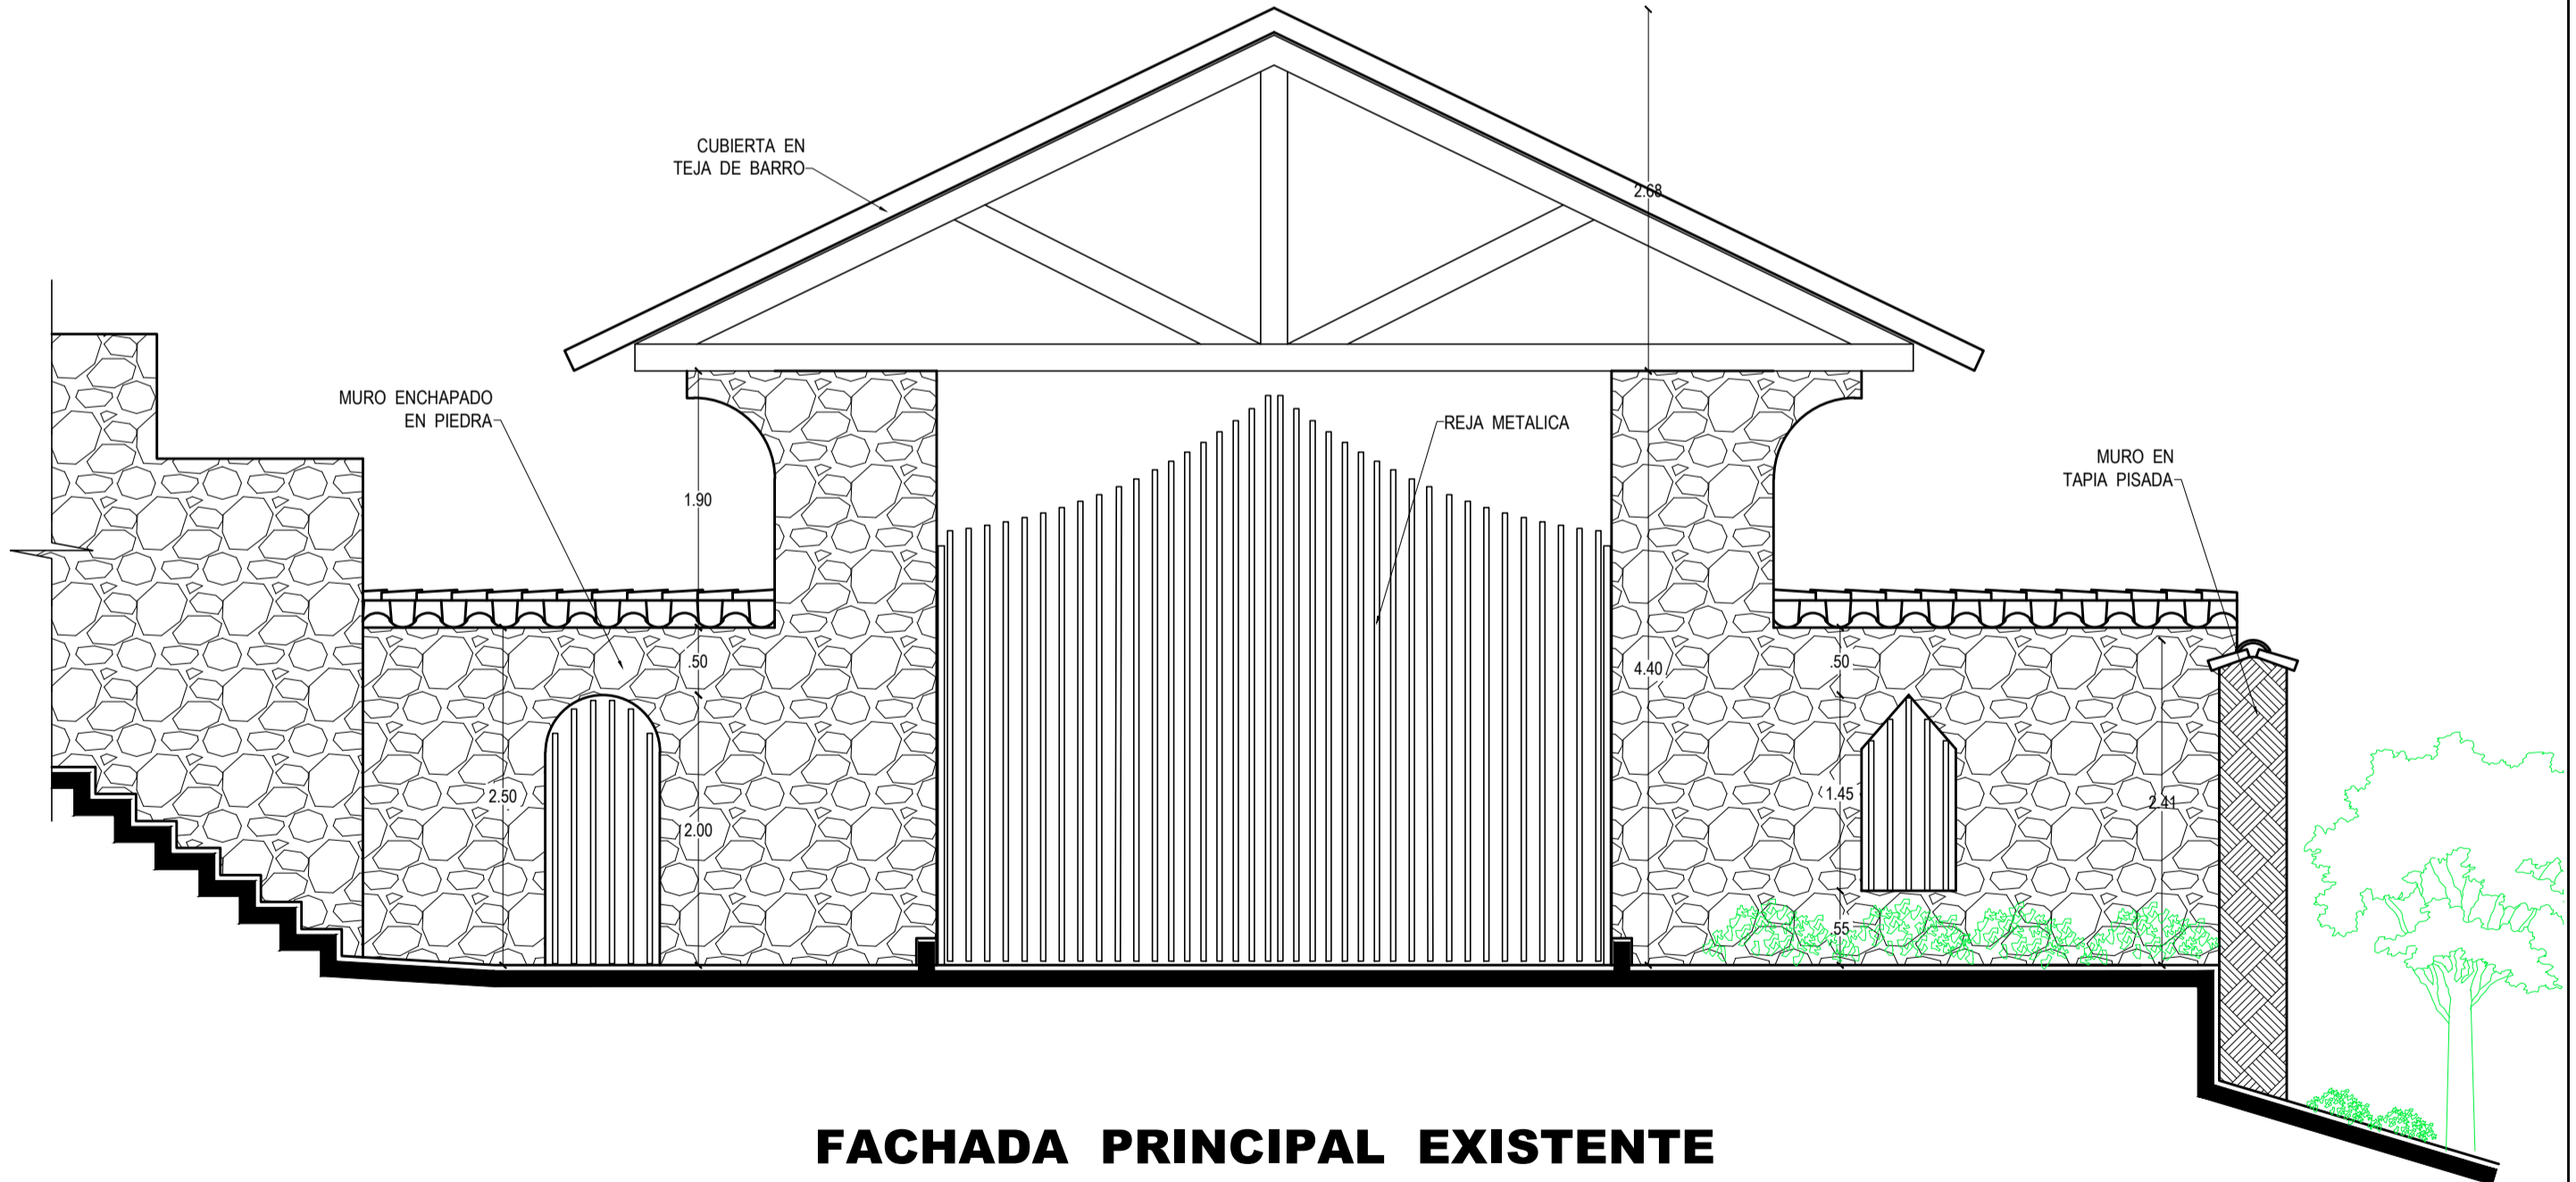 CUBIERTA EN
TEJA DE BARRO
2.68
MURO ENCHAPADO
EN PIEDRA
REJA METALICA
MURO EN
TAPIA PISADA
1.90
.50
4.40
.50
2.50
2.00
1.45
2.41
.55
FACHADA PRINCIPAL EXISTENTE